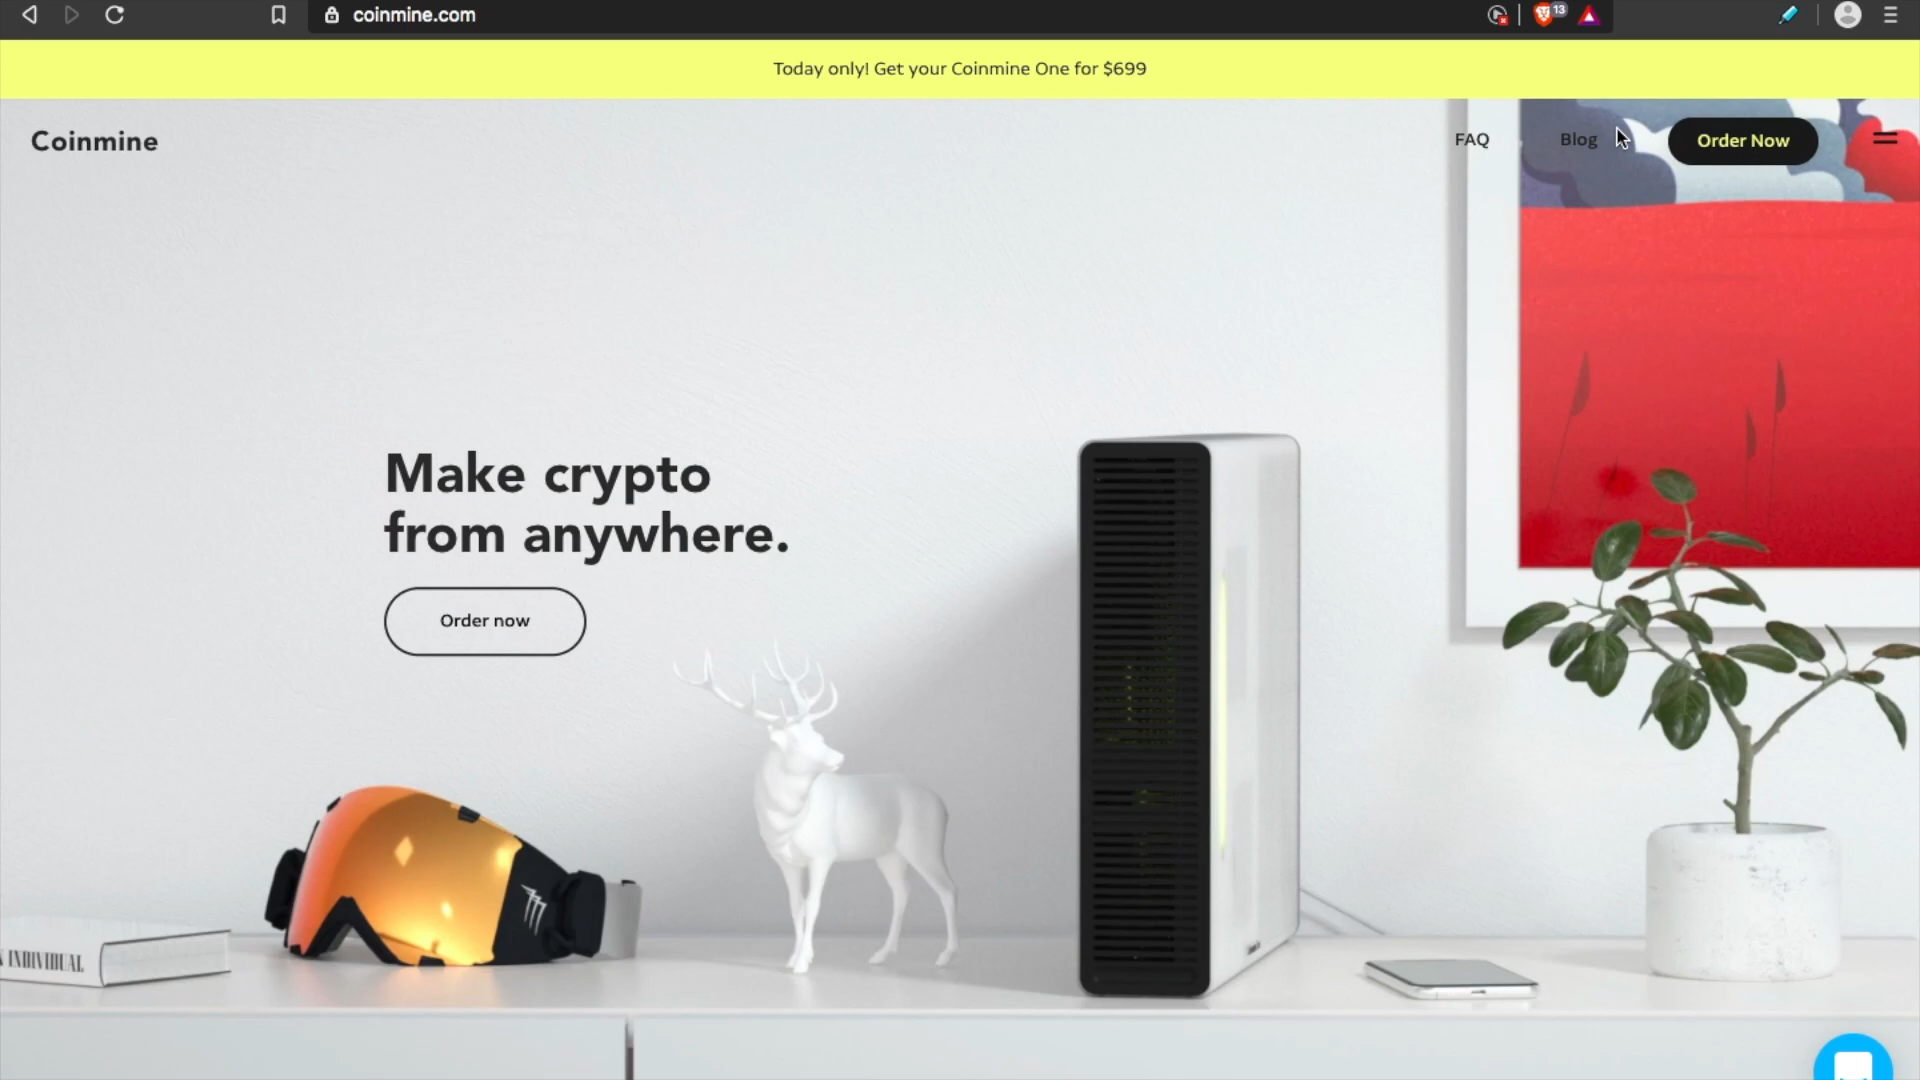 coinmine.com
13
Today only! Get your Coinmine One for $699
Coinmine
FAQ
Blog
Order Now
Make crypto
from anywhere.
Order now
INDIVIDUAL